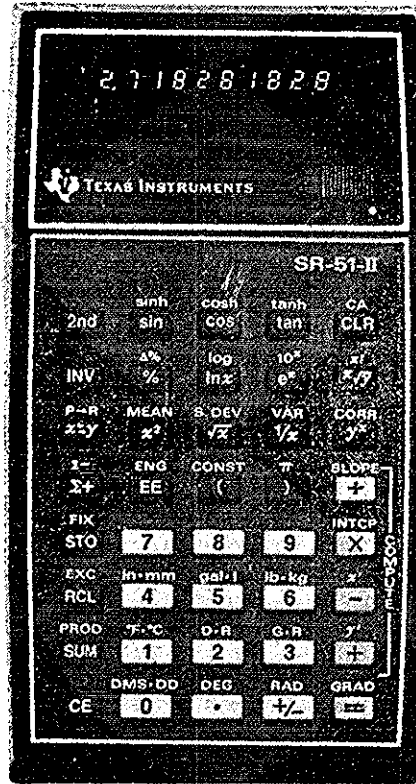 2.718281828
TEXAS INSTRUMENTS
SR-51-II
sinh cosh tanh CA
2nd sin cos tan CLR
Δ% log 10ˣ x!
INV % lnx eˣ ˣ√y
P→R MEAN S.DEV VAR CORR
x≷y x² √x 1/x yˣ
Σ− ENG CONST π SLOPE
Σ+ EE ( ) ÷
FIX INTCP
STO 7 8 9 X
EXC in-mm gal-l lb-kg x'
RCL 4 5 6 −
PROD °F-°C D-R G-R y'
SUM 1 2 3 +
DMS-DD DEG RAD GRAD
CE 0 . +/− =
COMPUTE